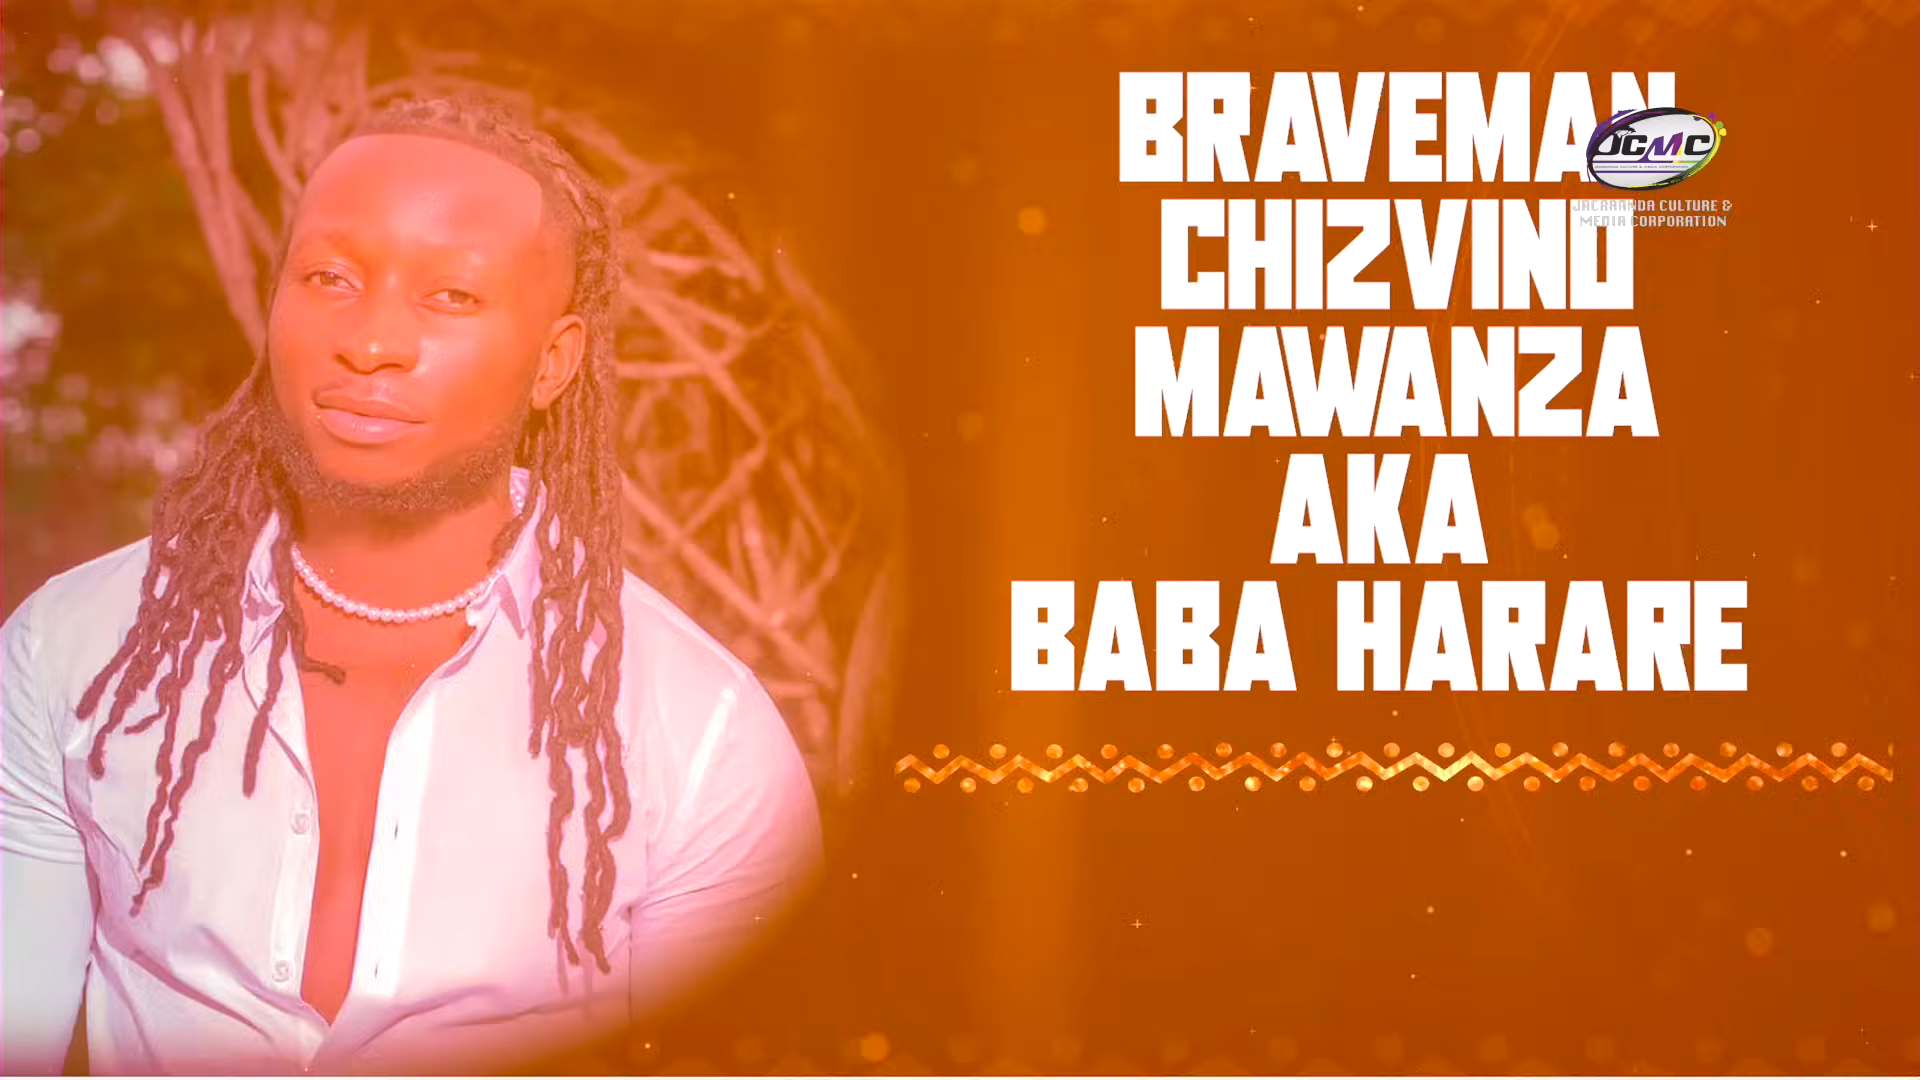 BRAVEMAN
CHIZVINO
MAWANZA
AKA
BABA HARARE
JCMC
JACARANDA CULTURE &
MEDIA CORPORATION